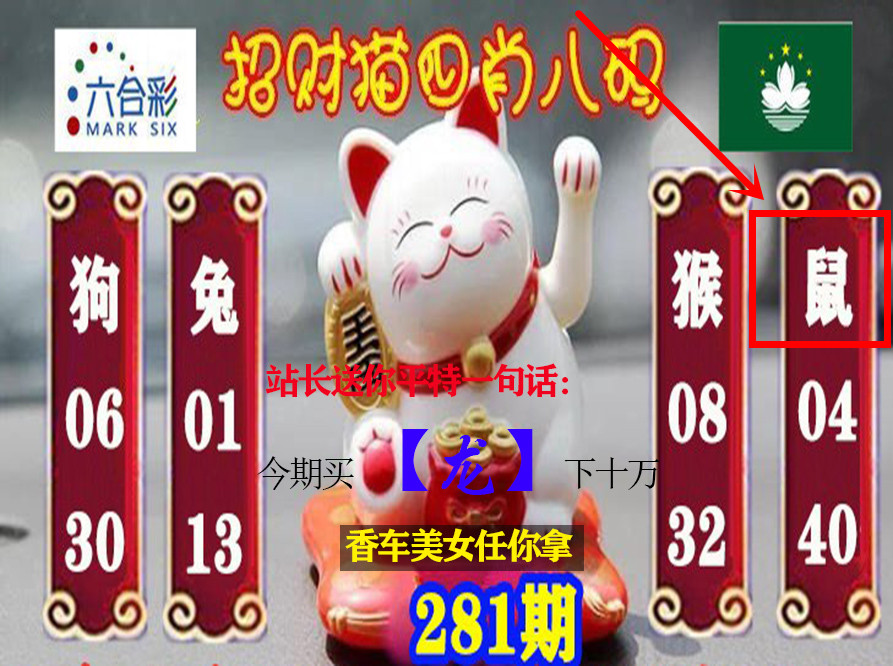 六合彩
MARK SIX
招财猫四肖八码
狗
06
30
兔
01
13
猴
08
32
鼠
04
40
站长送你平特一句话:
今期买【龙】下十万
香车美女任你拿
281期